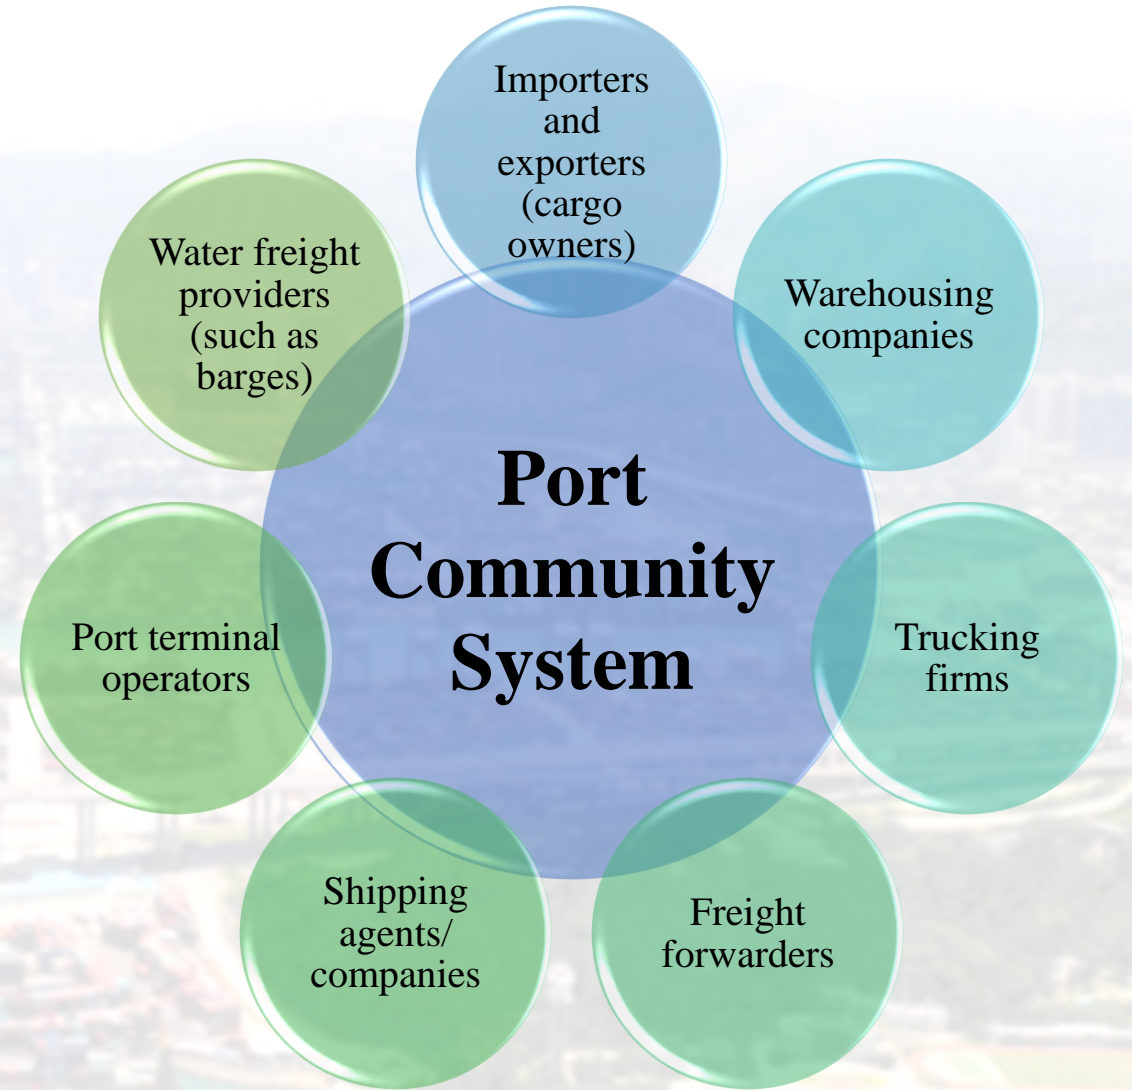 Importers
and
exporters
(cargo
owners)
Warehousing
companies
Trucking
firms
Freight
forwarders
Shipping
agents/
companies
Port terminal
operators
Water freight
providers
(such as
barges)
Port
Community
System